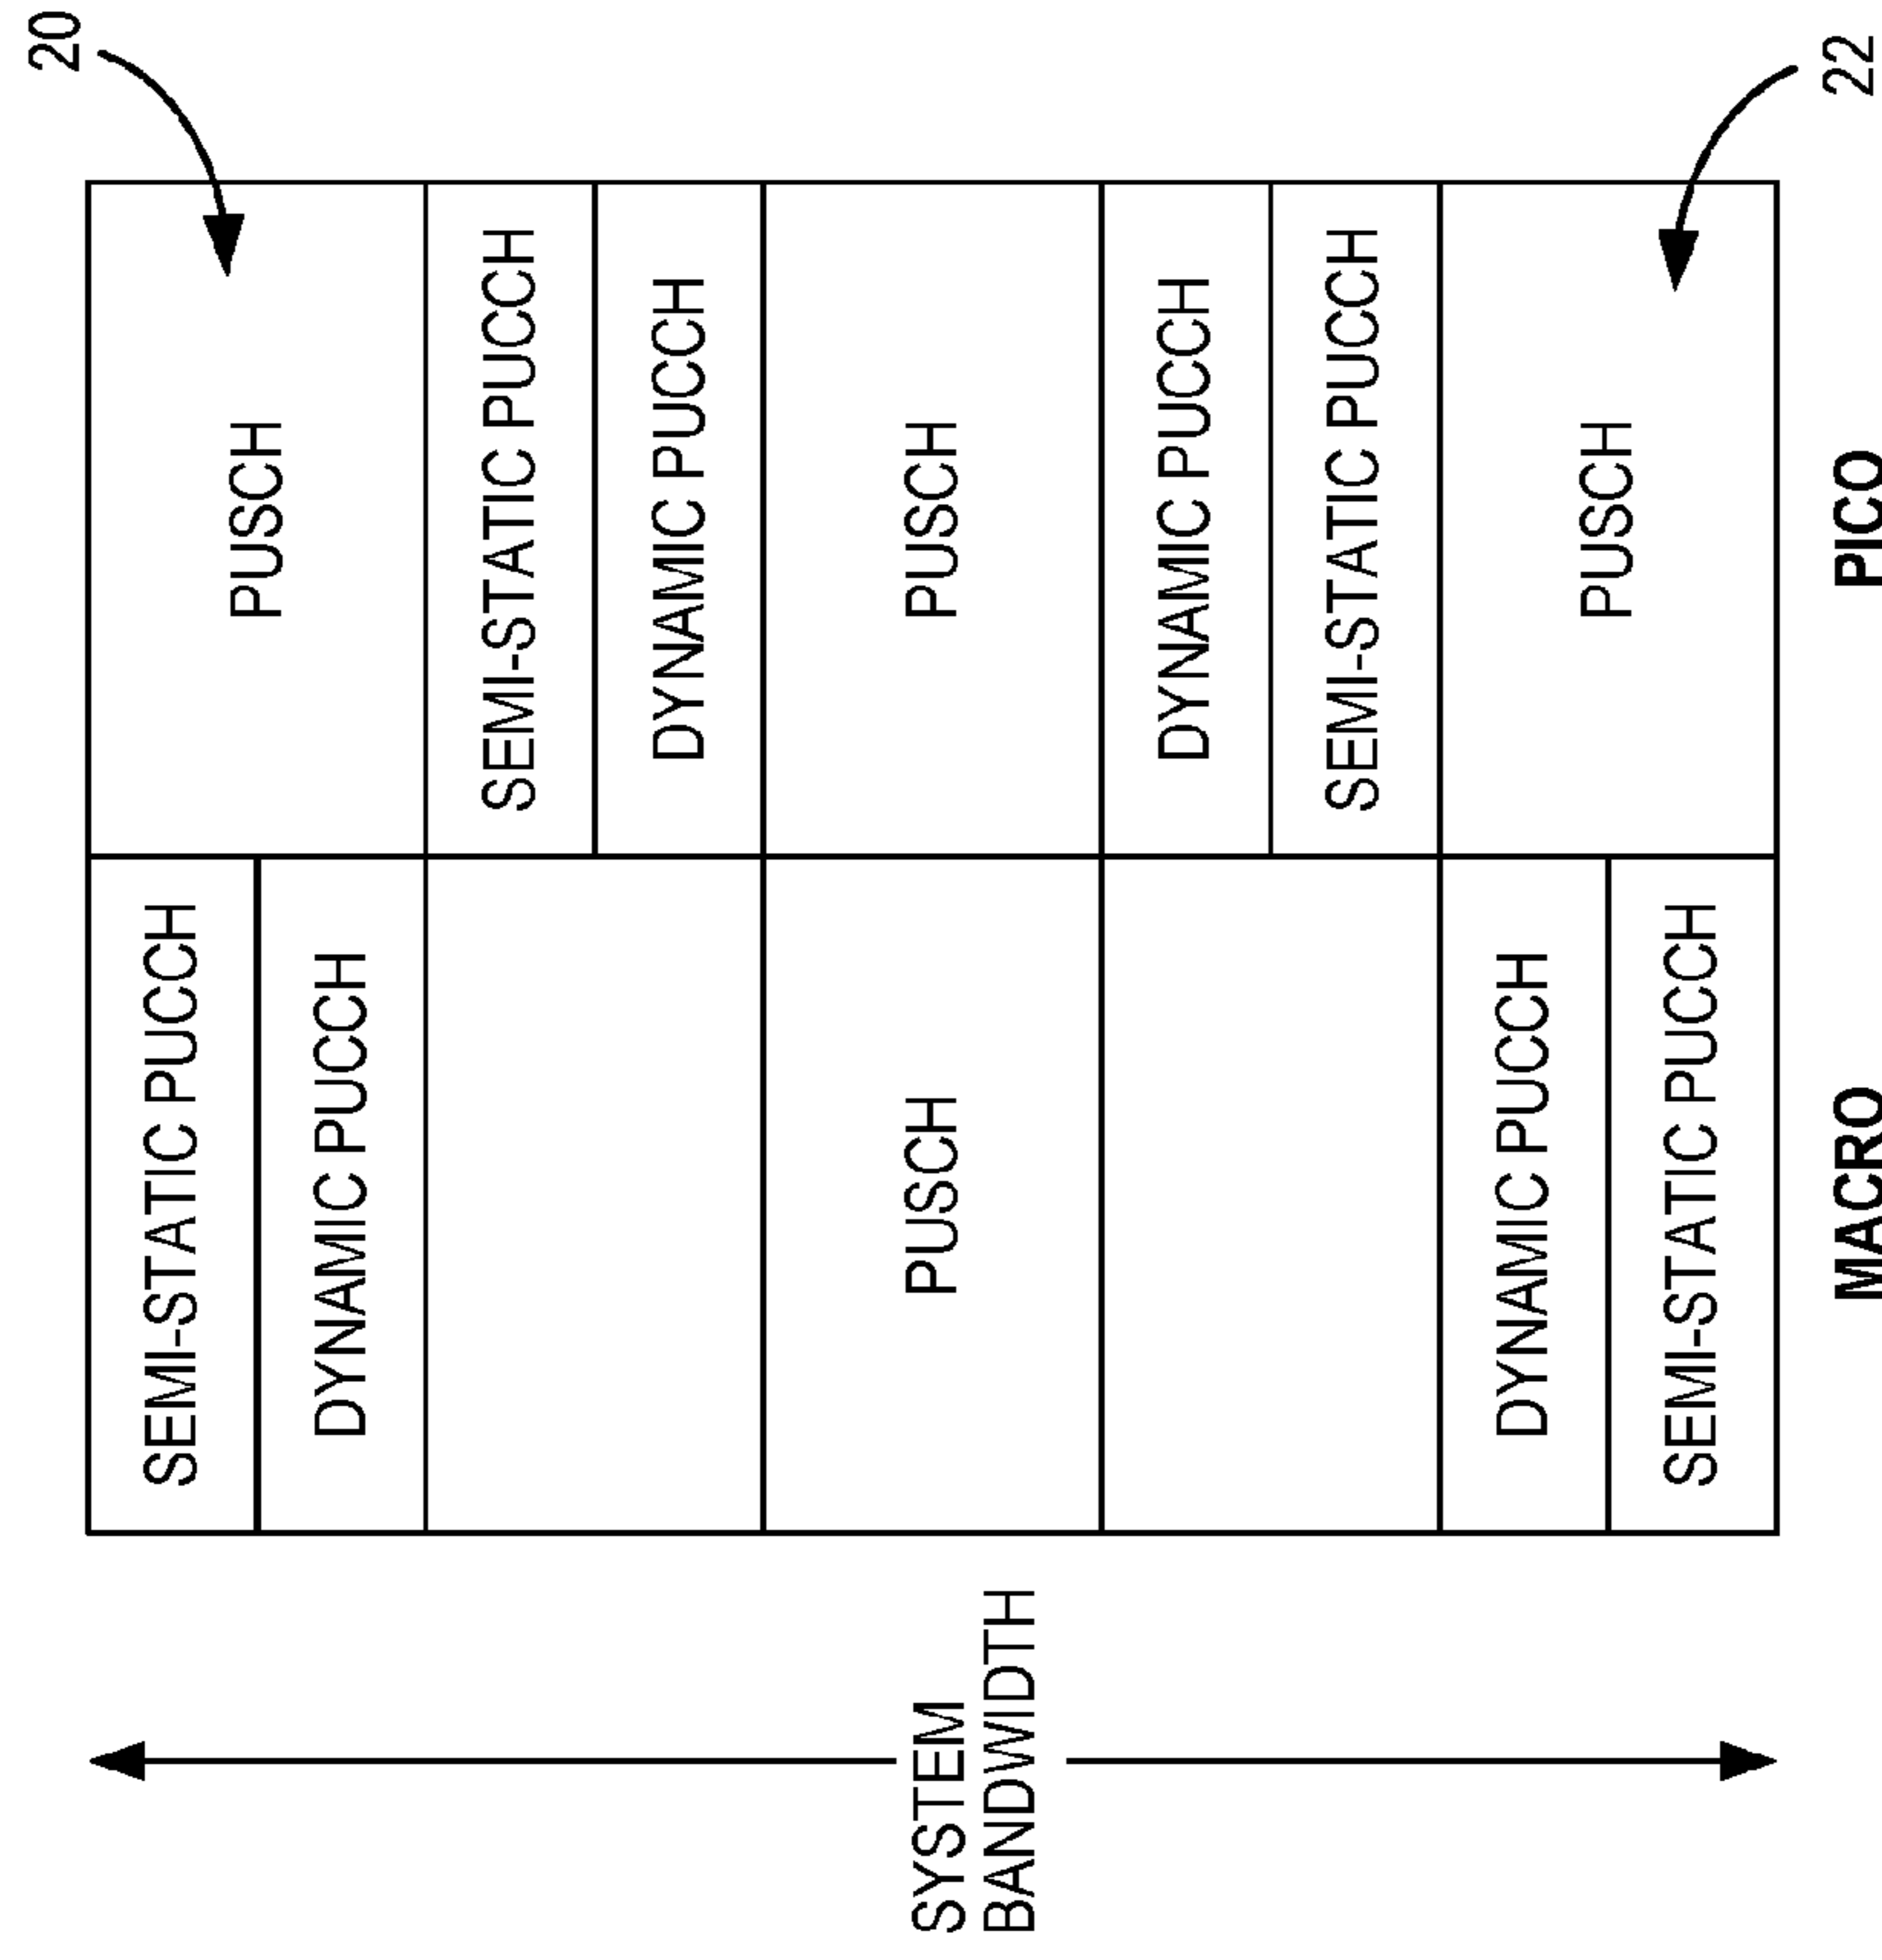 20
SEMI-STATIC PUCCH
PUSCH
DYNAMIC PUCCH
SEMI-STATIC PUCCH
DYNAMIC PUCCH
SYSTEM
BANDWIDTH
PUSCH
PUSCH
DYNAMIC PUCCH
SEMI-STATIC PUCCH
DYNAMIC PUCCH
PUSCH
SEMI-STATIC PUCCH
22
MACRO
PICO